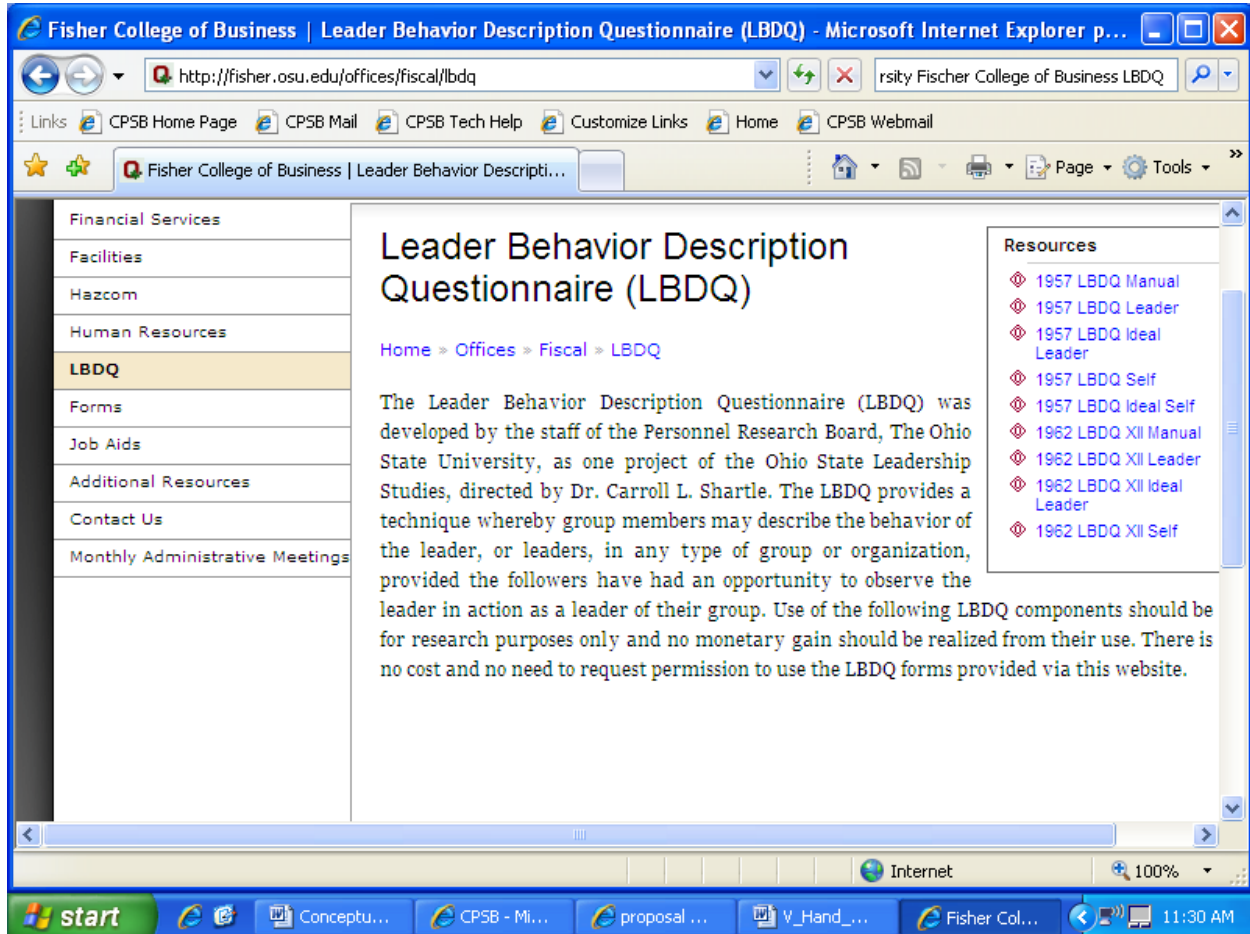 Fisher College of Business | Leader Behavior Description Questionnaire (LBDQ) - Microsoft Internet Explorer p...
http://fisher.osu.edu/offices/fiscal/lbdq
rsity Fischer College of Business LBDQ
Links CPSB Home Page CPSB Mail CPSB Tech Help Customize Links Home CPSB Webmail
Fisher College of Business | Leader Behavior Descripti...
Page Tools »
Financial Services
Facilities
Hazcom
Human Resources
LBDQ
Forms
Job Aids
Additional Resources
Contact Us
Monthly Administrative Meetings
Leader Behavior Description
Questionnaire (LBDQ)
Home » Offices » Fiscal » LBDQ
The Leader Behavior Description Questionnaire (LBDQ) was
developed by the staff of the Personnel Research Board, The Ohio
State University, as one project of the Ohio State Leadership
Studies, directed by Dr. Carroll L. Shartle. The LBDQ provides a
technique whereby group members may describe the behavior of
the leader, or leaders, in any type of group or organization,
provided the followers have had an opportunity to observe the
leader in action as a leader of their group. Use of the following LBDQ components should be
for research purposes only and no monetary gain should be realized from their use. There is
no cost and no need to request permission to use the LBDQ forms provided via this website.
Resources
1957 LBDQ Manual
1957 LBDQ Leader
1957 LBDQ Ideal
Leader
1957 LBDQ Self
1957 LBDQ Ideal Self
1962 LBDQ XII Manual
1962 LBDQ XII Leader
1962 LBDQ XII Ideal
Leader
1962 LBDQ XII Self
Internet 100%
start Conceptu... CPSB - Mi... proposal ... V_Hand_... Fisher Col... 11:30 AM